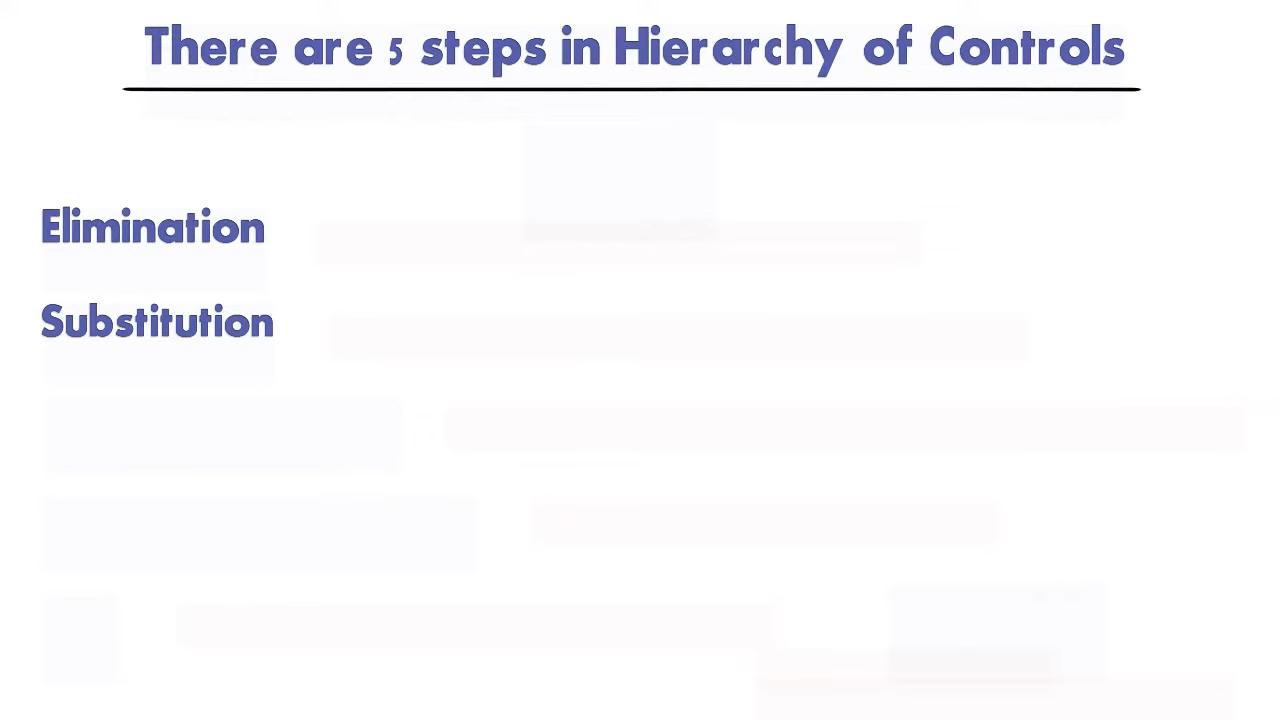 There are 5 steps in Hierarchy of Controls
Elimination
Substitution